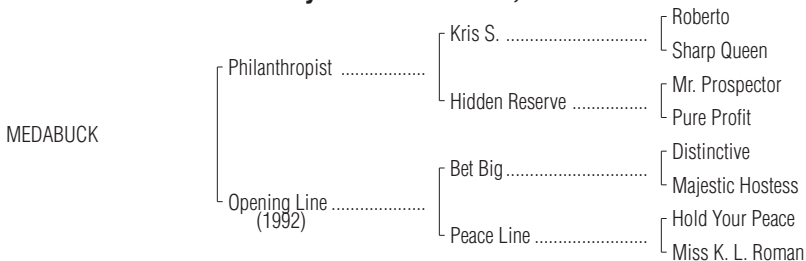 Roberto
Kris S. ................................
Sharp Queen
Philanthropist ...................
Mr. Prospector
Hidden Reserve .................
Pure Profit
MEDABUCK
Distinctive
Bet Big................................
Majestic Hostess
Opening Line .....................
(1992)
Hold Your Peace
Peace Line .........................
Miss K. L. Roman